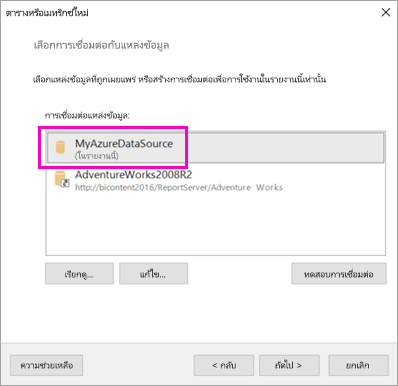 ตารางหรือเมทริกซ์ใหม่
เลือกการเชื่อมต่อกับแหล่งข้อมูล
เลือกแหล่งข้อมูลที่ถูกเผยแพร่ หรือสร้างการเชื่อมต่อเพื่อการใช้งานในรายงานนี้เท่านั้น
การเชื่อมต่อแหล่งข้อมูล:
MyAzureDataSource
(ในรายงานนี้)
AdventureWorks2008R2
http://bicontent2016/ReportServer/Adventure Works
เรียกดู... แก้ไข... ทดสอบการเชื่อมต่อ
ความช่วยเหลือ < กลับ ถัดไป > ยกเลิก